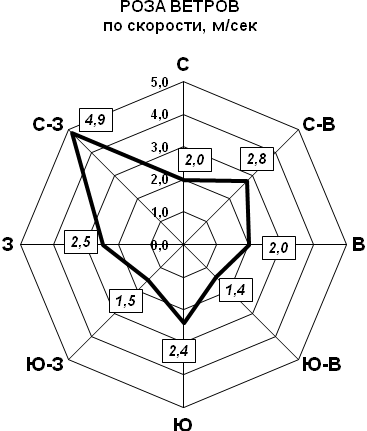 РОЗА ВЕТРОВ
по скорости, м/сек
С
5,0
4,9
4,0
С-З
С-В
3,0
2,0
2,8
2,0
1,0
З
2,5
0,0
2,0
В
1,5
1,4
2,4
Ю-З
Ю-В
Ю